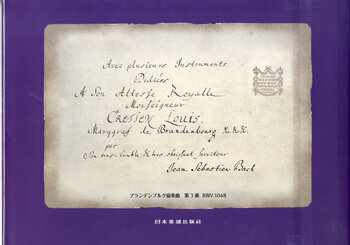 Avec plusieurs Instruments.
Dediées
A Son Altesse Royalle
Monseigneur
Louis.
Marggraf de Brandenbourg
par
Son tres-humble & tres obeissant Serviteur
Jean Sebastien Bach
ブランデンブルク協奏曲 第3番 BWV 1048
日本楽譜出版社